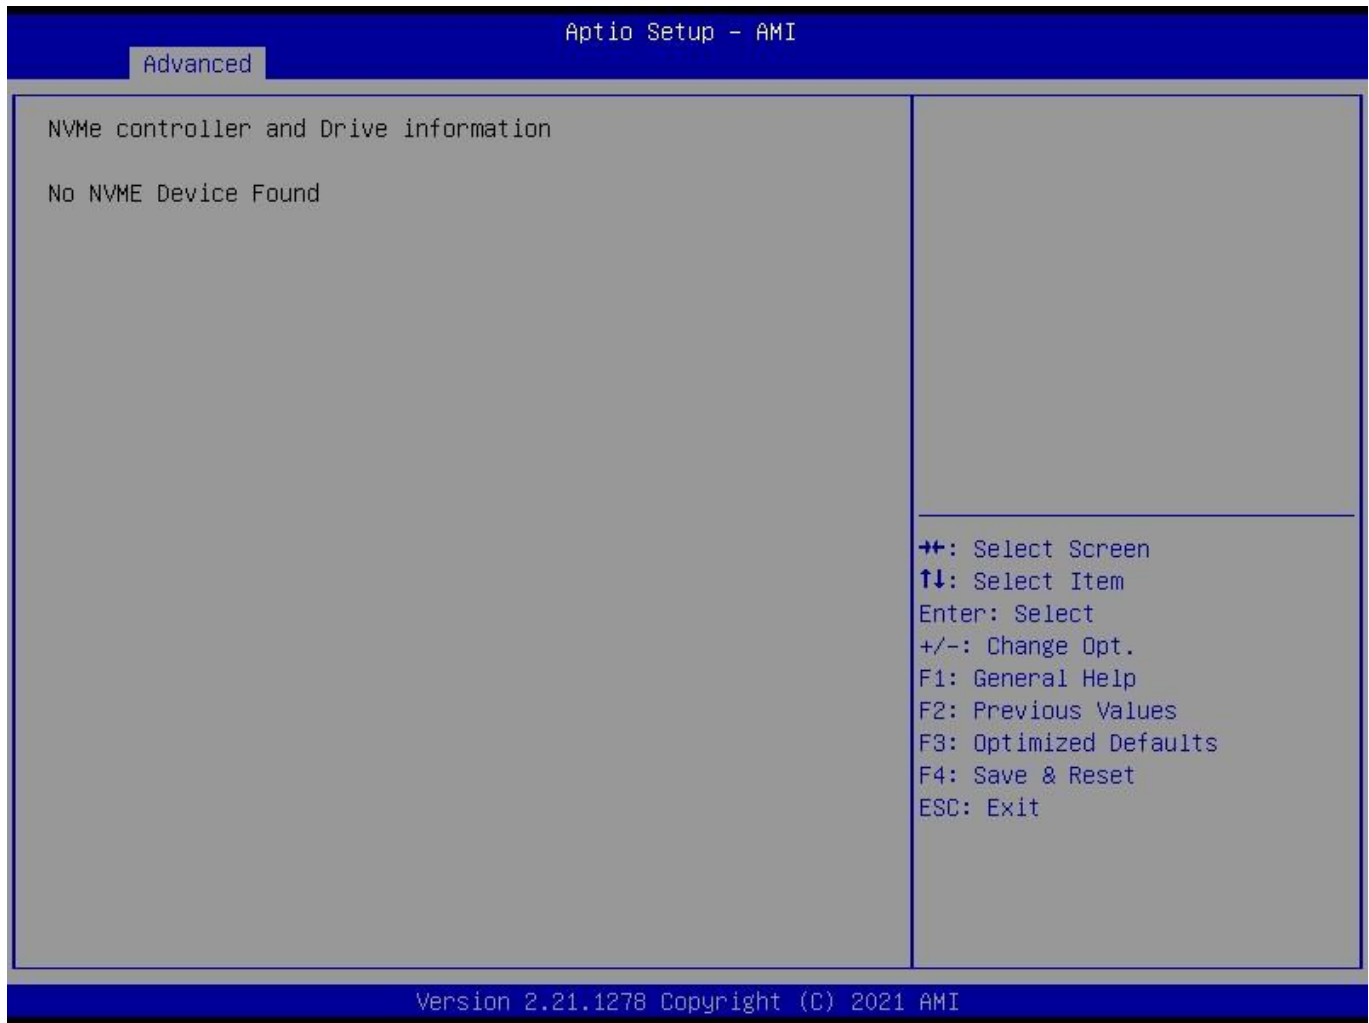 Aptio Setup – AMI
Advanced
NVMe controller and Drive information
No NVME Device Found
→←: Select Screen
↑↓: Select Item
Enter: Select
+/-: Change Opt.
F1: General Help
F2: Previous Values
F3: Optimized Defaults
F4: Save & Reset
ESC: Exit
Version 2.21.1278 Copyright (C) 2021 AMI